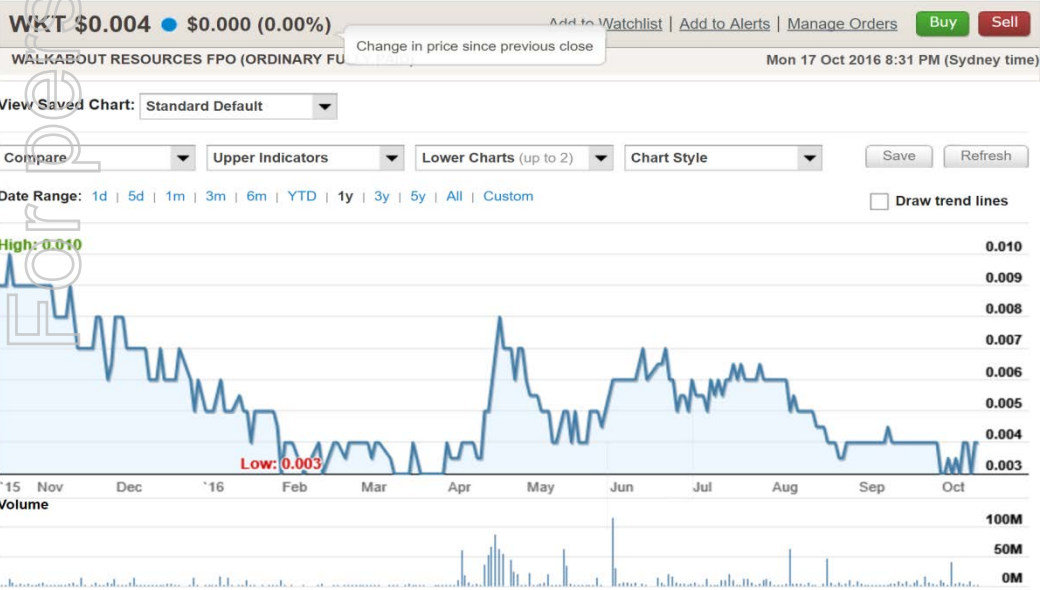 WKT $0.004 $0.000 (0.00%)
Add to Watchlist | Add to Alerts | Manage Orders Buy Sell
Change in price since previous close
WALKABOUT RESOURCES FPO (ORDINARY FULLY PAID)
Mon 17 Oct 2016 8:31 PM (Sydney time)
View Saved Chart: Standard Default
Compare Upper Indicators Lower Charts (up to 2) Chart Style Save Refresh
Date Range: 1d | 5d | 1m | 3m | 6m | YTD | 1y | 3y | 5y | All | Custom
Draw trend lines
High: 0.010
0.010
0.009
0.008
0.007
0.006
0.005
0.004
Low: 0.003
0.003
'15 Nov Dec '16 Feb Mar Apr May Jun Jul Aug Sep Oct
Volume
100M
50M
0M
For pers